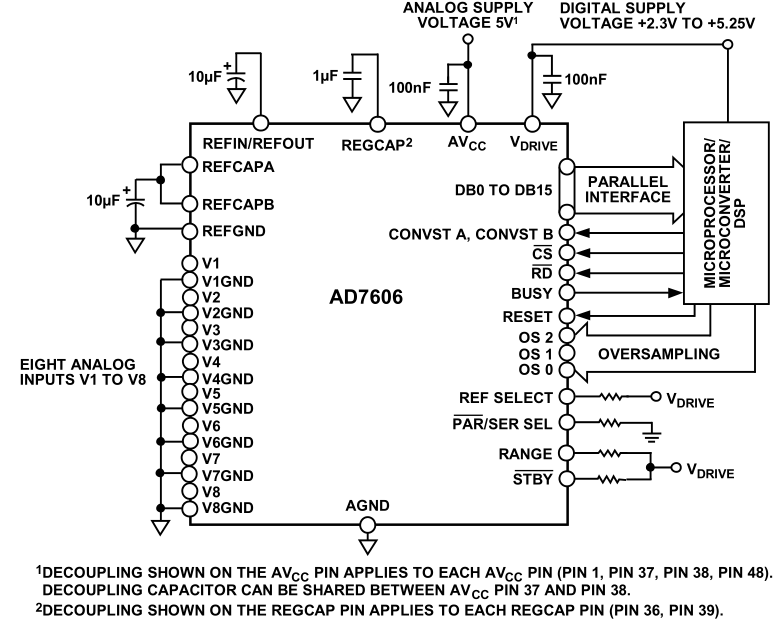 ANALOG SUPPLY
VOLTAGE 5V¹
DIGITAL SUPPLY
VOLTAGE +2.3V TO +5.25V
10µF
+
1µF
100nF
100nF
REFIN/REFOUT
REGCAP²
AVCC
VDRIVE
REFCAPA
10µF
+
REFCAPB
REFGND
DB0 TO DB15
PARALLEL
INTERFACE
MICROPROCESSOR/
MICROCONVERTER/
DSP
CONVST A, CONVST B
C̅S̅
R̅D̅
BUSY
RESET
OS 2
OS 1
OS 0
OVERSAMPLING
AD7606
V1
V1GND
V2
V2GND
V3
V3GND
V4
V4GND
V5
V5GND
V6
V6GND
V7
V7GND
V8
V8GND
EIGHT ANALOG
INPUTS V1 TO V8
REF SELECT
VDRIVE
P̅A̅R̅/SER SEL
RANGE
S̅T̅B̅Y̅
VDRIVE
AGND
¹DECOUPLING SHOWN ON THE AVCC PIN APPLIES TO EACH AVCC PIN (PIN 1, PIN 37, PIN 38, PIN 48).
DECOUPLING CAPACITOR CAN BE SHARED BETWEEN AVCC PIN 37 AND PIN 38.
²DECOUPLING SHOWN ON THE REGCAP PIN APPLIES TO EACH REGCAP PIN (PIN 36, PIN 39).